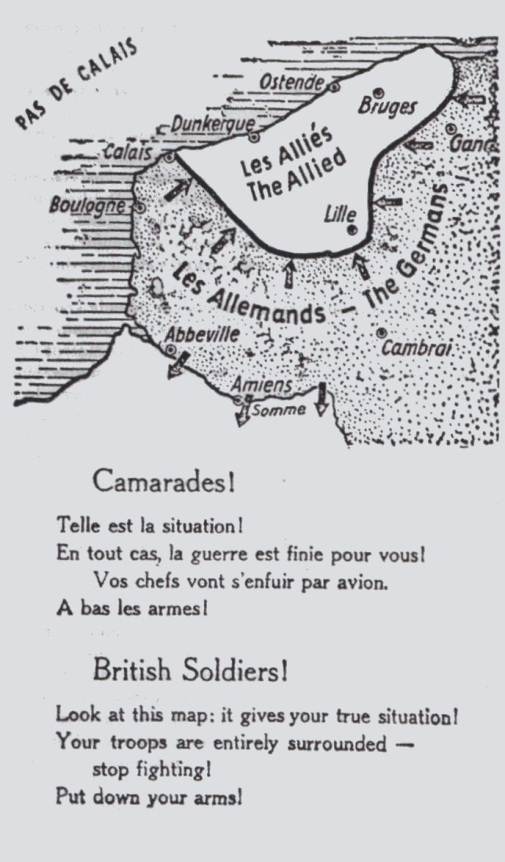 PAS DE CALAIS
Ostende
Bruges
Dunkerque
Gand
Calais
Les Alliés
The Allied
Boulogne
Lille
Les Allemands – The Germans
Abbeville
Cambrai
Amiens
Somme
Camarades!
Telle est la situation!
En tout cas, la guerre est finie pour vous!
Vos chefs vont s'enfuir par avion.
A bas les armes!
British Soldiers!
Look at this map: it gives your true situation!
Your troops are entirely surrounded —
stop fighting!
Put down your arms!